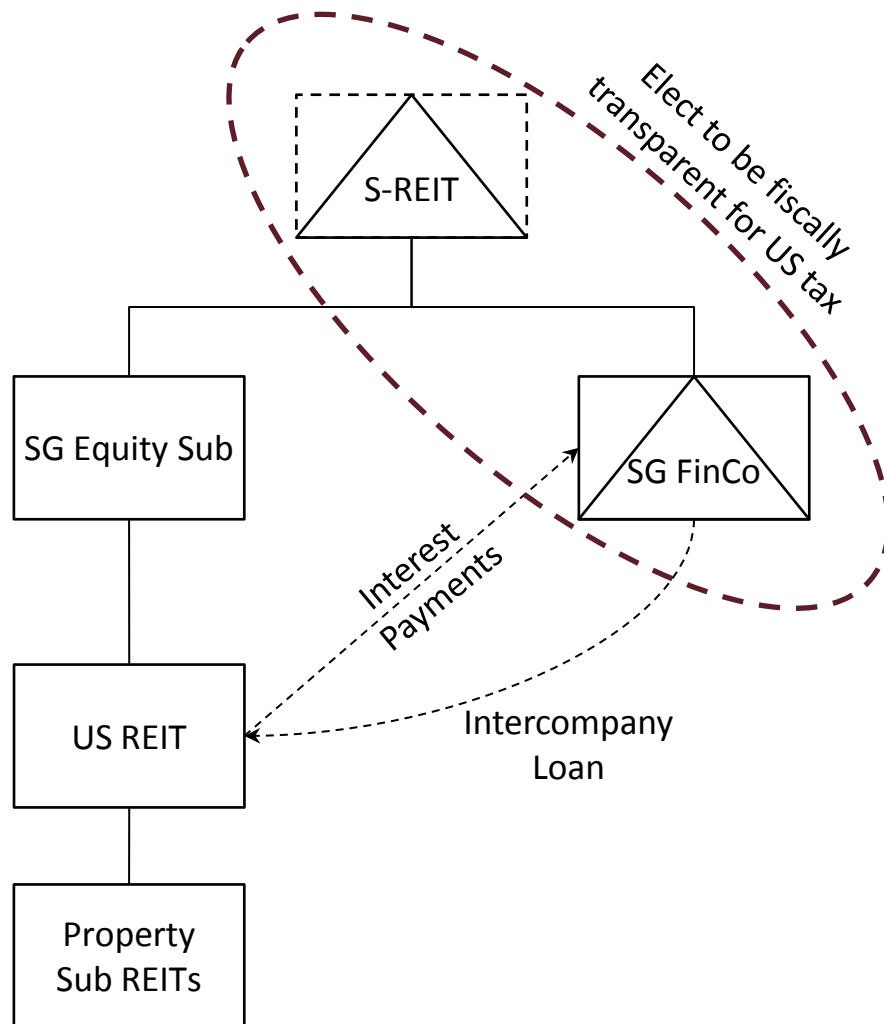 Elect to be fiscally
transparent for US tax
S-REIT
SG Equity Sub
SG FinCo
Interest
Payments
US REIT
Intercompany
Loan
Property
Sub REITs